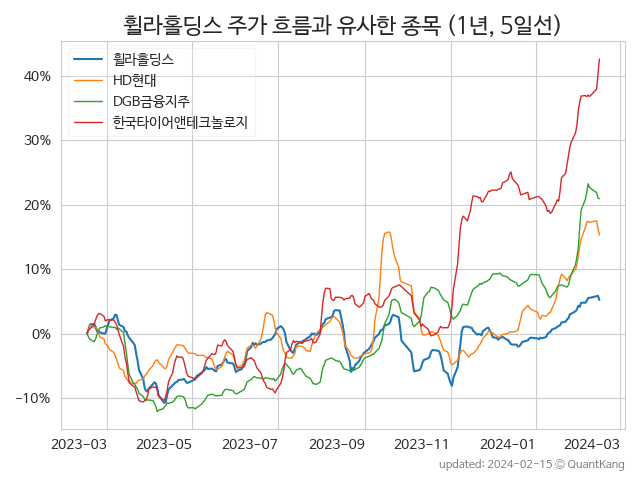 휠라홀딩스 주가 흐름과 유사한 종목 (1년, 5일선)
휠라홀딩스
HD현대
DGB금융지주
한국타이어앤테크놀로지
40%
30%
20%
10%
0%
−10%
2023-03 2023-05 2023-07 2023-09 2023-11 2024-01 2024-03
updated: 2024-02-15 © QuantKang